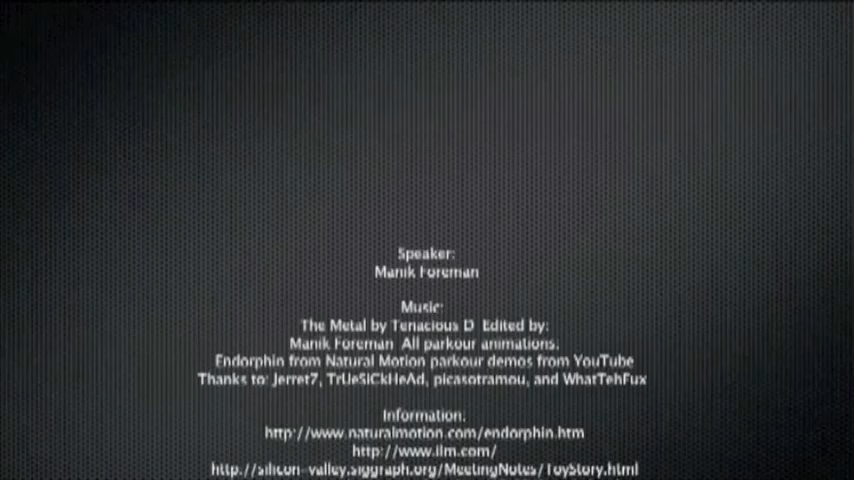 Speaker:
Manik Foreman
Music:
The Metal by Tenacious D Edited by:
Manik Foreman All parkour animations:
Endorphin from Natural Motion parkour demos from YouTube
Thanks to: Jerret7, TrUeSiCkHeAd, picasotramou, and WhatTehFux
Information:
http://www.naturalmotion.com/endorphin.htm
http://www.ilm.com/
http://silicon-valley.siggraph.org/MeetingNotes/ToyStory.html